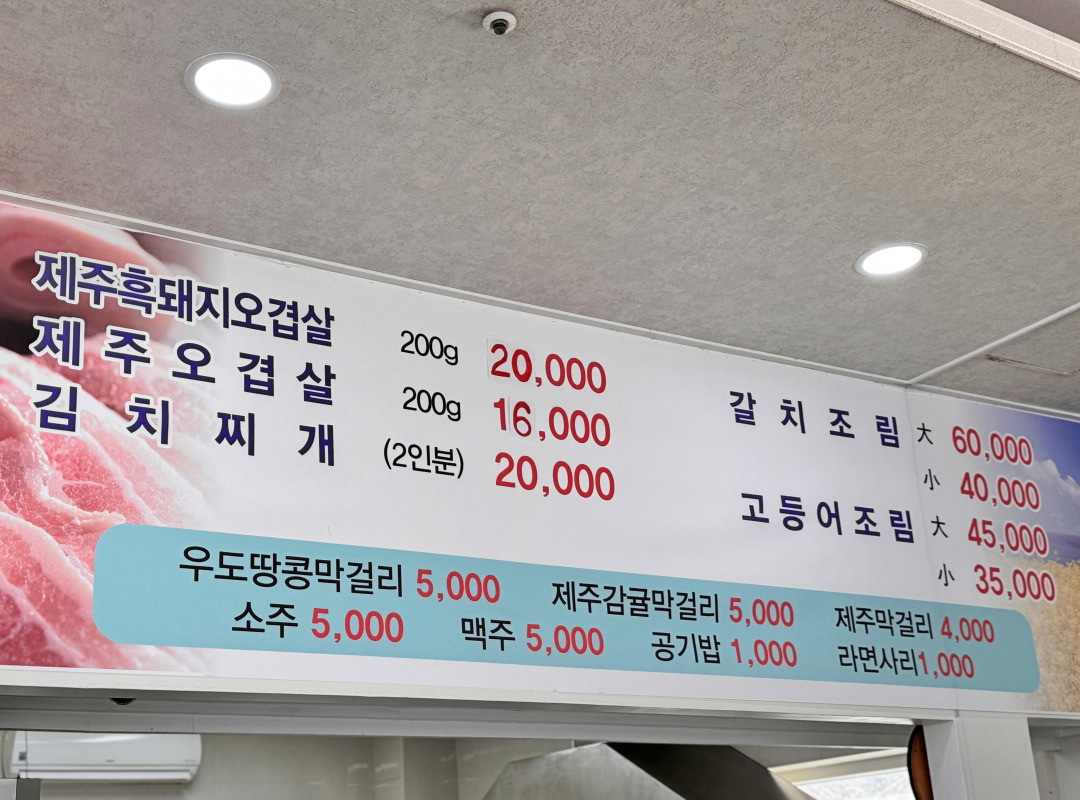 제주흑돼지오겹살 200g 20,000
제주오겹살 200g 16,000
김치찌개 (2인분) 20,000
갈치조림 大 60,000
小 40,000
고등어조림 大 45,000
小 35,000
우도땅콩막걸리 5,000 제주감귤막걸리 5,000 제주막걸리 4,000
소주 5,000 맥주 5,000 공기밥 1,000 라면사리 1,000